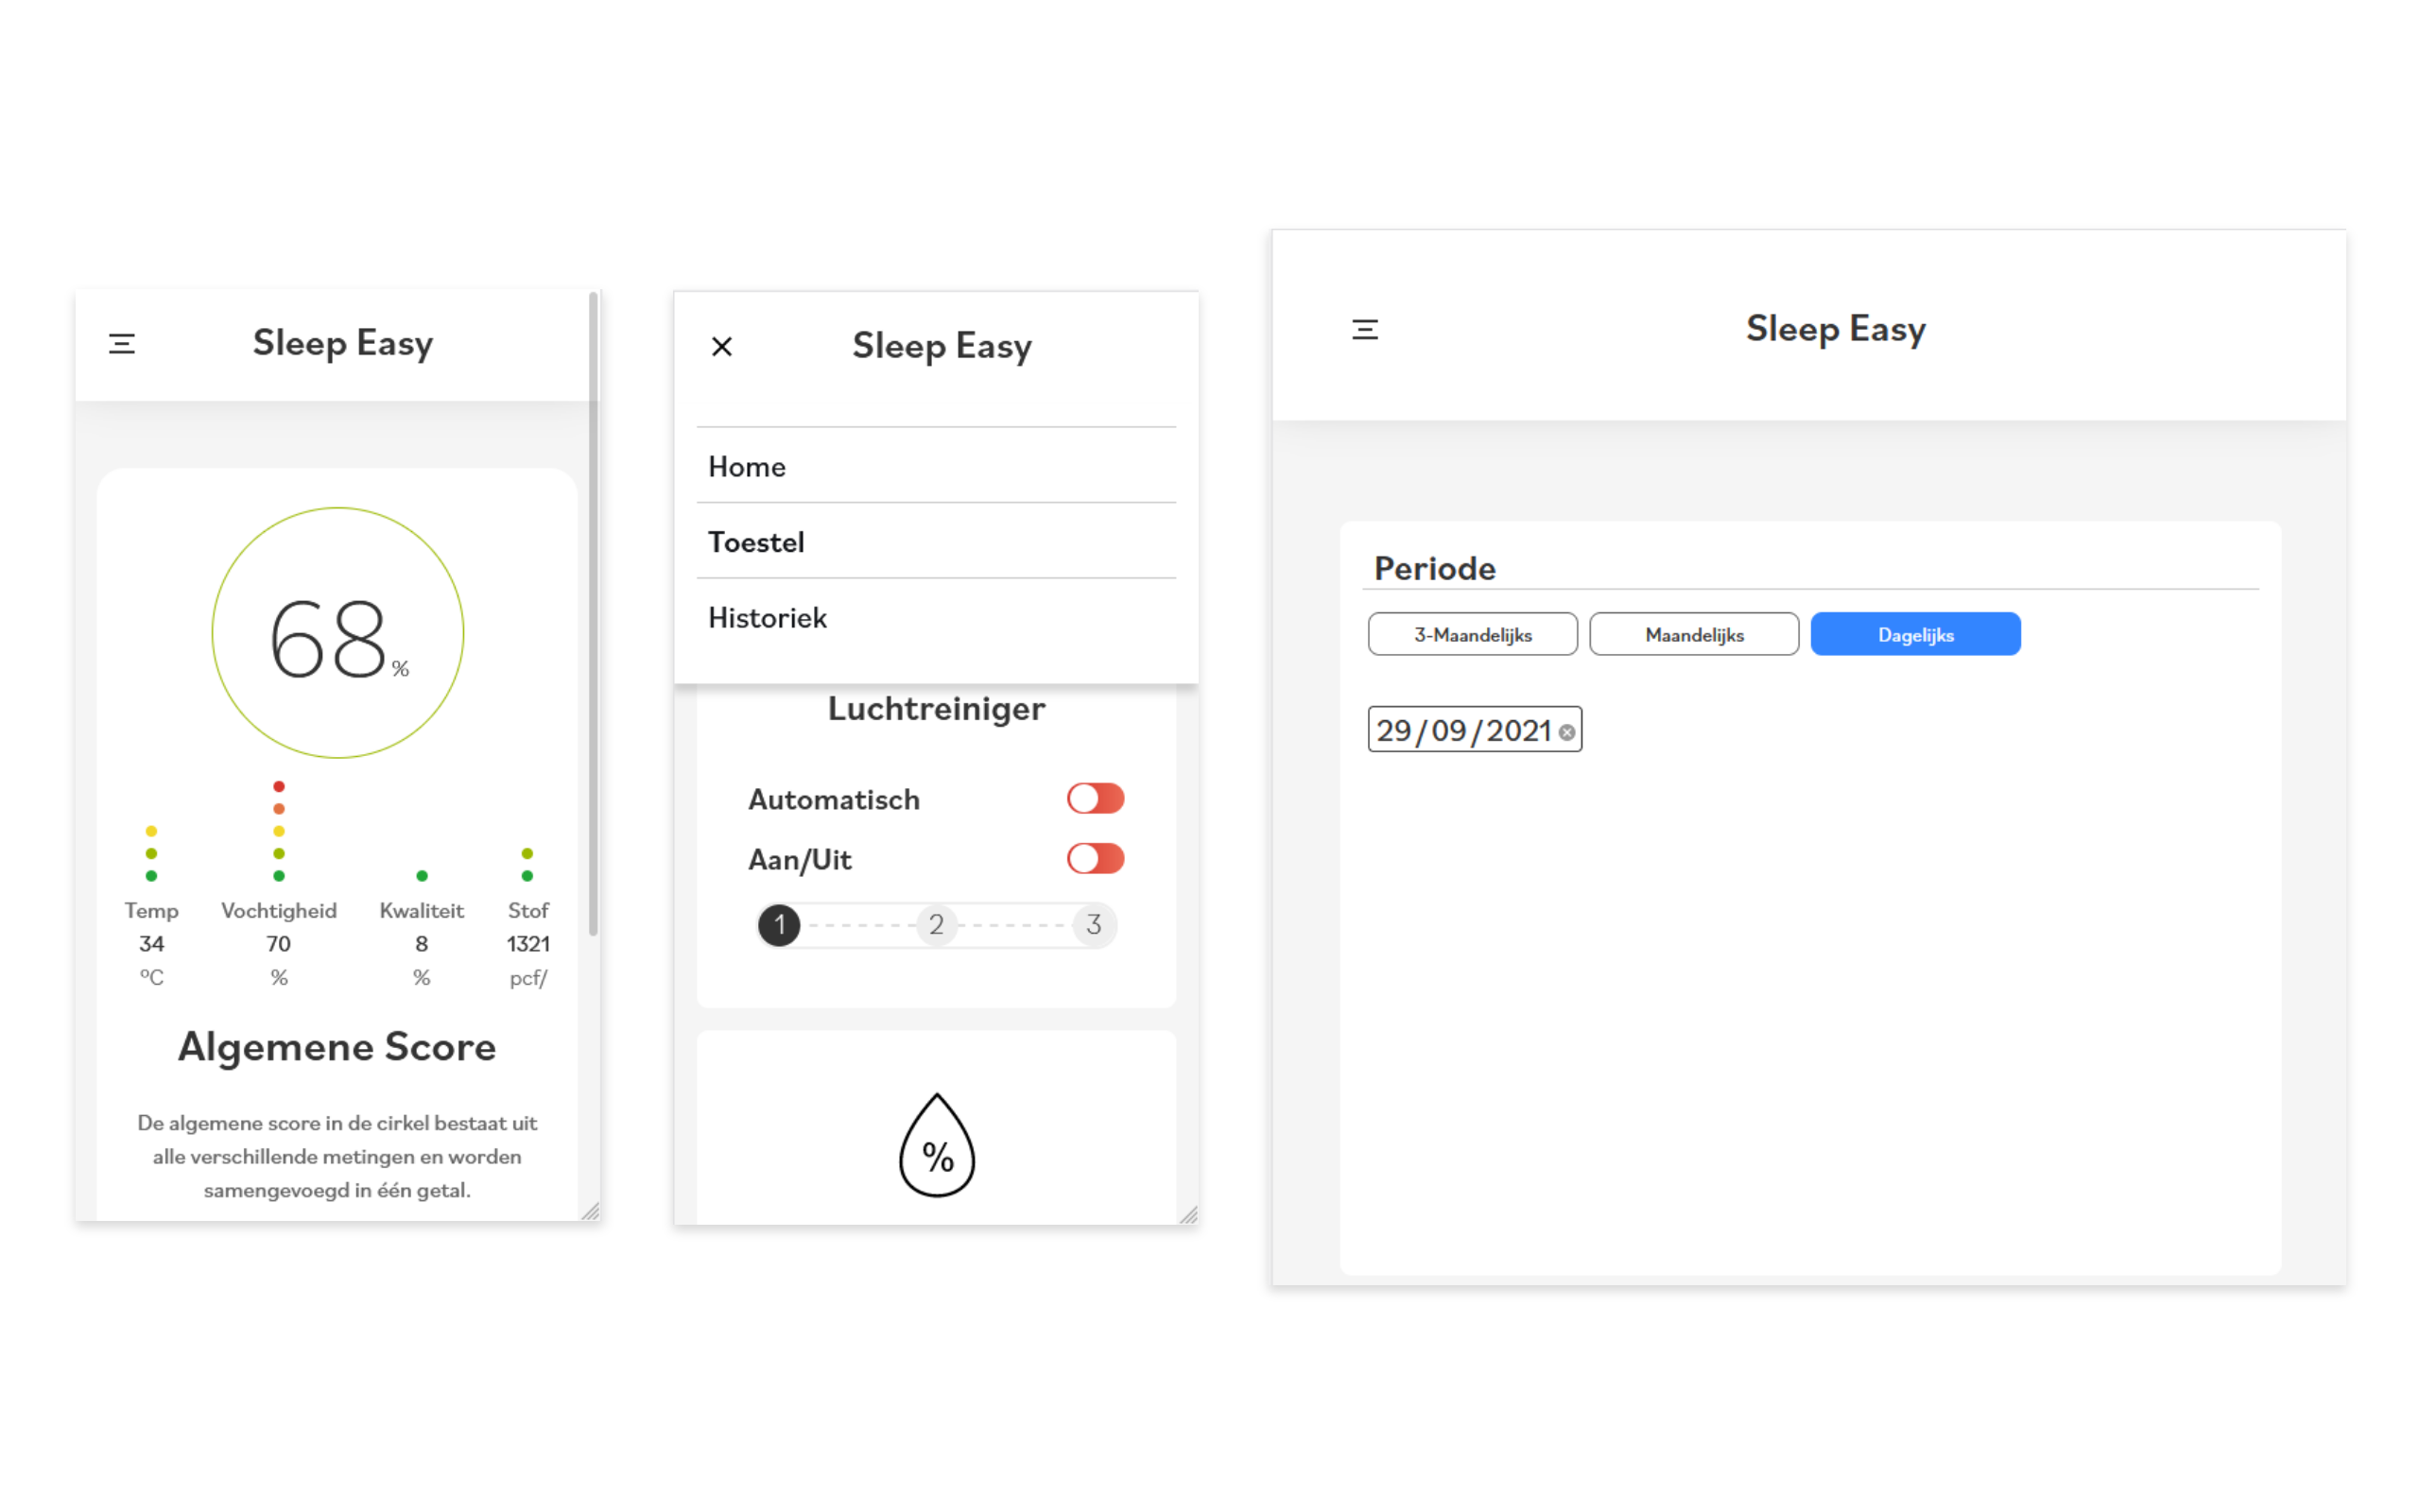 Sleep Easy
68%
Temp Vochtigheid Kwaliteit Stof
34 70 8 1321
°C % % pcf/
Algemene Score
De algemene score in de cirkel bestaat uit
alle verschillende metingen en worden
samengevoegd in één getal.
Sleep Easy
Home
Toestel
Historiek
Luchtreiniger
Automatisch
Aan/Uit
1 2 3
%
Sleep Easy
Periode
3-Maandelijks Maandelijks Dagelijks
29/09/2021